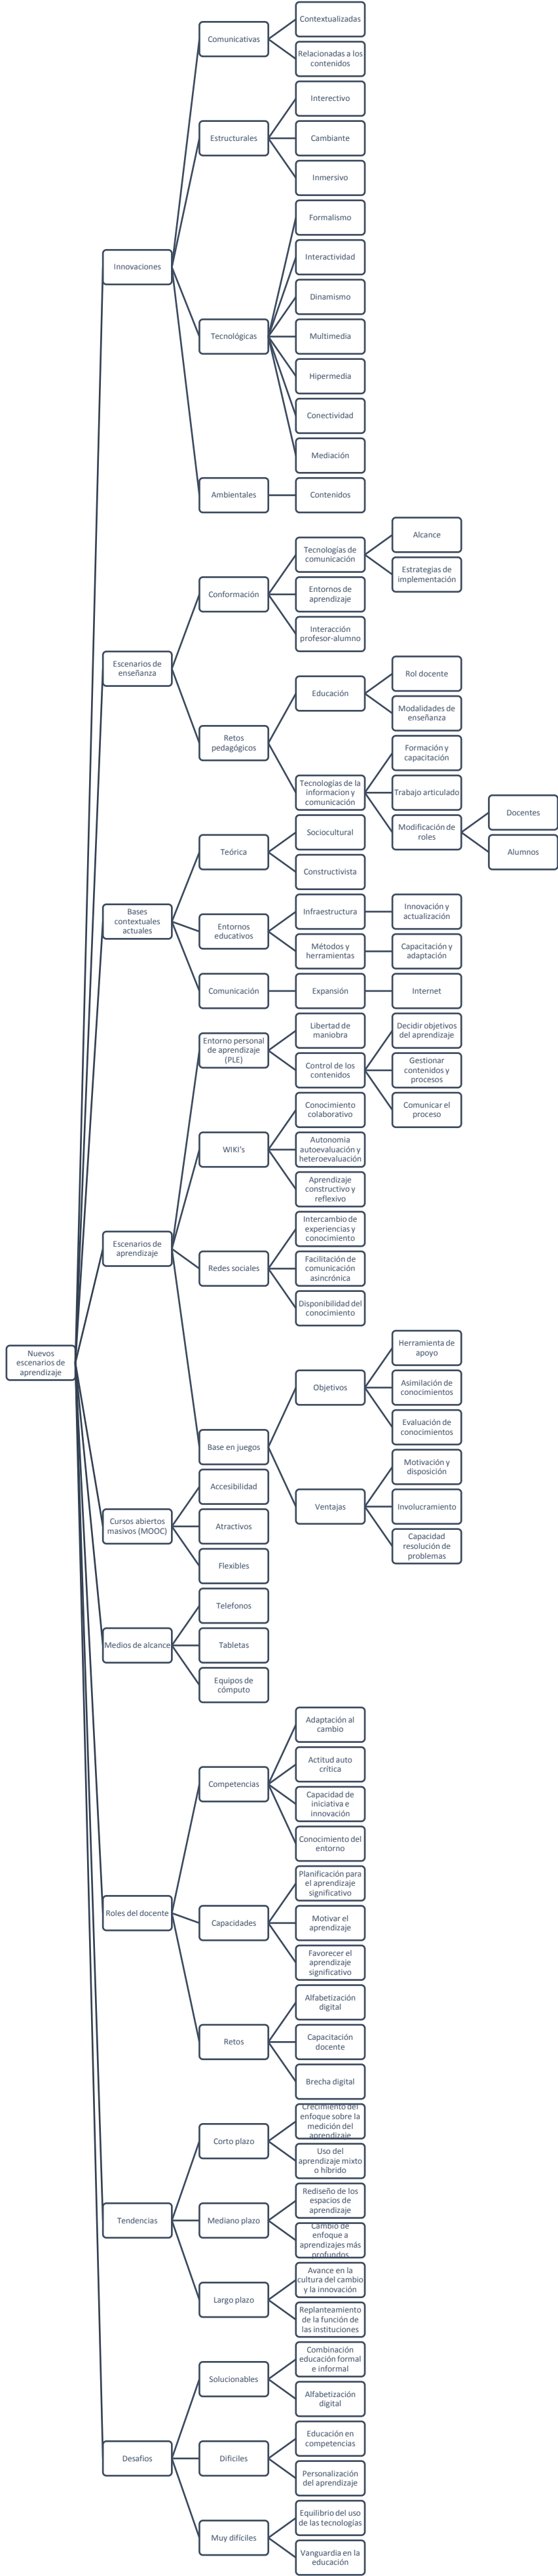 Nuevos
escenarios de
aprendizaje
Innovaciones
Comunicativas
Contextualizadas
Relacionadas a los
contenidos
Estructurales
Interectivo
Cambiante
Inmersivo
Tecnológicas
Formalismo
Interactividad
Dinamismo
Multimedia
Hipermedia
Conectividad
Mediación
Ambientales
Contenidos
Escenarios de
enseñanza
Conformación
Tecnologías de
comunicación
Alcance
Estrategias de
implementación
Entornos de
aprendizaje
Interacción
profesor-alumno
Retos
pedagógicos
Educación
Rol docente
Modalidades de
enseñanza
Tecnologías de la
informacion y
comunicación
Formación y
capacitación
Trabajo articulado
Modificación de
roles
Docentes
Alumnos
Bases
contextuales
actuales
Teórica
Sociocultural
Constructivista
Entornos
educativos
Infraestructura
Innovación y
actualización
Métodos y
herramientas
Capacitación y
adaptación
Comunicación
Expansión
Internet
Escenarios de
aprendizaje
Entorno personal
de aprendizaje
(PLE)
Libertad de
maniobra
Control de los
contenidos
Decidir objetivos
del aprendizaje
Gestionar
contenidos y
procesos
Comunicar el
proceso
WIKI's
Conocimiento
colaborativo
Autonomia
autoevaluación y
heteroevaluación
Aprendizaje
constructivo y
reflexivo
Redes sociales
Intercambio de
experiencias y
conocimiento
Facilitación de
comunicación
asincrónica
Disponibilidad del
conocimiento
Base en juegos
Objetivos
Herramienta de
apoyo
Asimilación de
conocimientos
Evaluación de
conocimientos
Ventajas
Motivación y
disposición
Involucramiento
Capacidad
resolución de
problemas
Cursos abiertos
masivos (MOOC)
Accesibilidad
Atractivos
Flexibles
Medios de alcance
Telefonos
Tabletas
Equipos de
cómputo
Roles del docente
Competencias
Adaptación al
cambio
Actitud auto
crítica
Capacidad de
iniciativa e
innovación
Conocimiento del
entorno
Capacidades
Planificación para
el aprendizaje
significativo
Motivar el
aprendizaje
Favorecer el
aprendizaje
significativo
Retos
Alfabetización
digital
Capacitación
docente
Brecha digital
Tendencias
Corto plazo
Crecimiento del
enfoque sobre la
medición del
aprendizaje
Uso del
aprendizaje mixto
o híbrido
Mediano plazo
Rediseño de los
espacios de
aprendizaje
Cambio de
enfoque a
aprendizajes más
profundos
Largo plazo
Avance en la
cultura del cambio
y la innovación
Replanteamiento
de la función de
las instituciones
Desafios
Solucionables
Combinación
educación formal
e informal
Alfabetización
digital
Dificiles
Educación en
competencias
Personalización
del aprendizaje
Muy difíciles
Equilibrio del uso
de las tecnologías
Vanguardia en la
educación